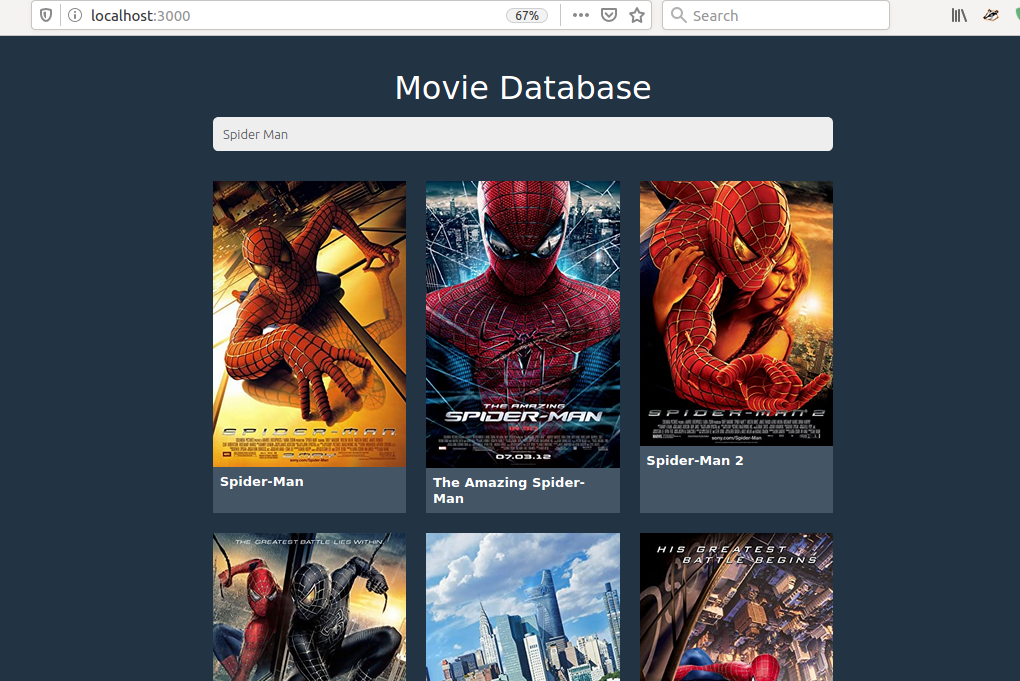 localhost:3000
67%
Search
Movie Database
Spider Man
SPIDER-MAN
THE AMAZING
SPIDER-MAN
07.03.12
SPIDER-MAN 2
sony.com/Spider-Man
Spider-Man
The Amazing Spider-
Man
Spider-Man 2
THE GREATEST BATTLE LIES WITHIN
HIS GREATEST
BATTLE BEGINS